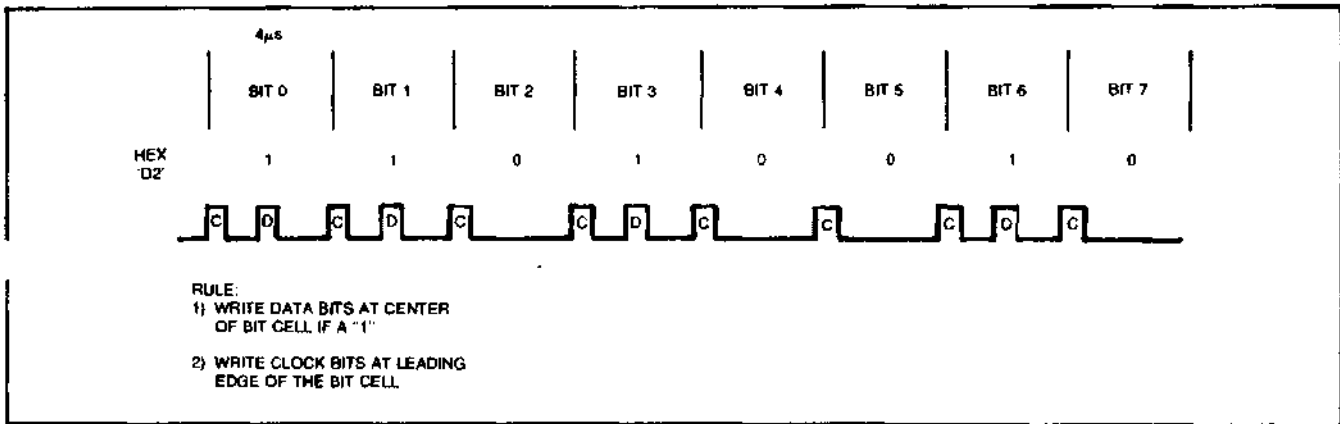 4μs
BIT 0 BIT 1 BIT 2 BIT 3 BIT 4 BIT 5 BIT 6 BIT 7
HEX
'D2' 1 1 0 1 0 0 1 0
C D C D C C D C C C D C
RULE:
1) WRITE DATA BITS AT CENTER
OF BIT CELL IF A "1"
2) WRITE CLOCK BITS AT LEADING
EDGE OF THE BIT CELL